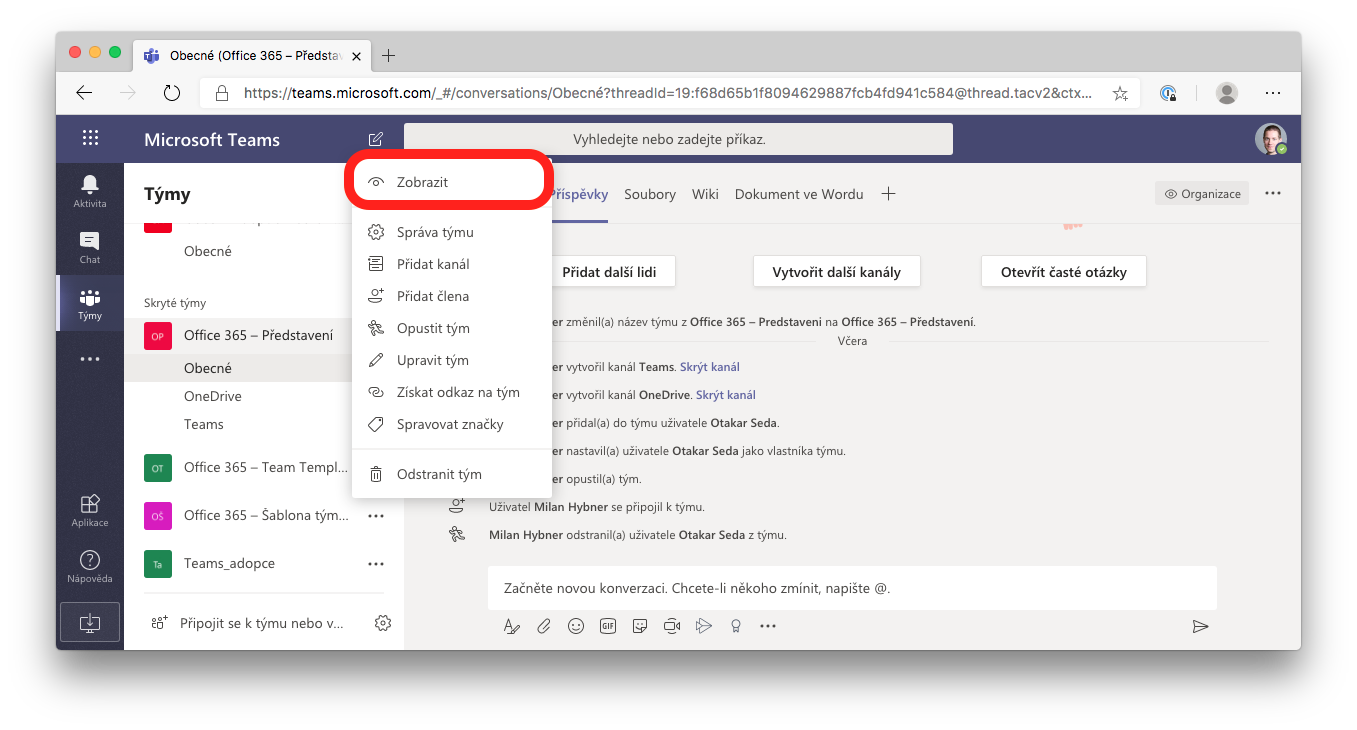 Obecné (Office 365 – Předsta
https://teams.microsoft.com/_#/conversations/Obecné?threadId=19:f68d65b1f8094629887fcb4fd941c584@thread.tacv2&ctx...
Microsoft Teams
Vyhledejte nebo zadejte příkaz.
Aktivita
Chat
Týmy
Aplikace
Nápověda
Týmy
Obecné
Skryté týmy
OP
Office 365 – Představení
Obecné
OneDrive
Teams
OT
Office 365 – Team Templ...
OŠ
Office 365 – Šablona tým...
Ta
Teams_adopce
Připojit se k týmu nebo v...
Zobrazit
Správa týmu
Přidat kanál
Přidat člena
Opustit tým
Upravit tým
Získat odkaz na tým
Spravovat značky
Odstranit tým
Příspěvky
Soubory
Wiki
Dokument ve Wordu
Organizace
Přidat další lidi
Vytvořit další kanály
Otevřít časté otázky
er změnil(a) název týmu z Office 365 – Predstaveni na Office 365 – Představení.
Včera
er vytvořil kanál Teams. Skrýt kanál
er vytvořil kanál OneDrive. Skrýt kanál
er přidal(a) do týmu uživatele Otakar Seda.
er nastavil(a) uživatele Otakar Seda jako vlastníka týmu.
er opustil(a) tým.
Uživatel Milan Hybner se připojil k týmu.
Milan Hybner odstranil(a) uživatele Otakar Seda z týmu.
Začněte novou konverzaci. Chcete-li někoho zmínit, napište @.
GIF